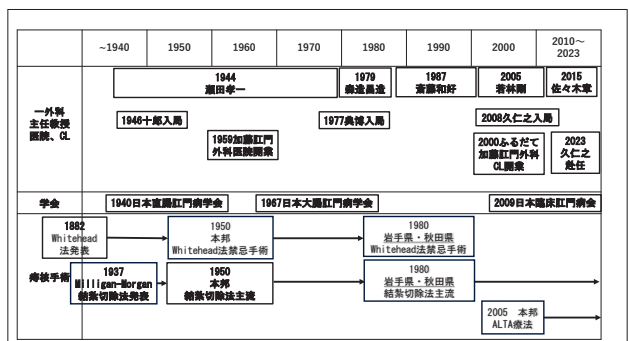 ~1940 1950 1960 1970 1980 1990 2000 2010～2023
一外科
主任教授
医院、CL
1944
瀬田孝一
1979
森達昌達
1987
斎藤和好
2005
若林剛
2015
佐々木章
1946十郎入局
1977典博入局
2008久仁之入局
1959加藤肛門
外科医院開業
2000ふるだて
加藤肛門外科
CL開業
2023
久仁之
赴任
学会
1940日本直腸肛門病学会
1967日本大腸肛門病学会
2009日本臨床肛門病会
痔核手術
1882
Whitehead
法発表
1950
本邦
Whitehead法禁忌手術
1980
岩手県・秋田県
Whitehead法禁忌手術
1937
Milligan-Morgan
結紮切除法発表
1950
本邦
結紮切除法主流
1980
岩手県・秋田県
結紮切除法主流
2005 本邦
ALTA療法